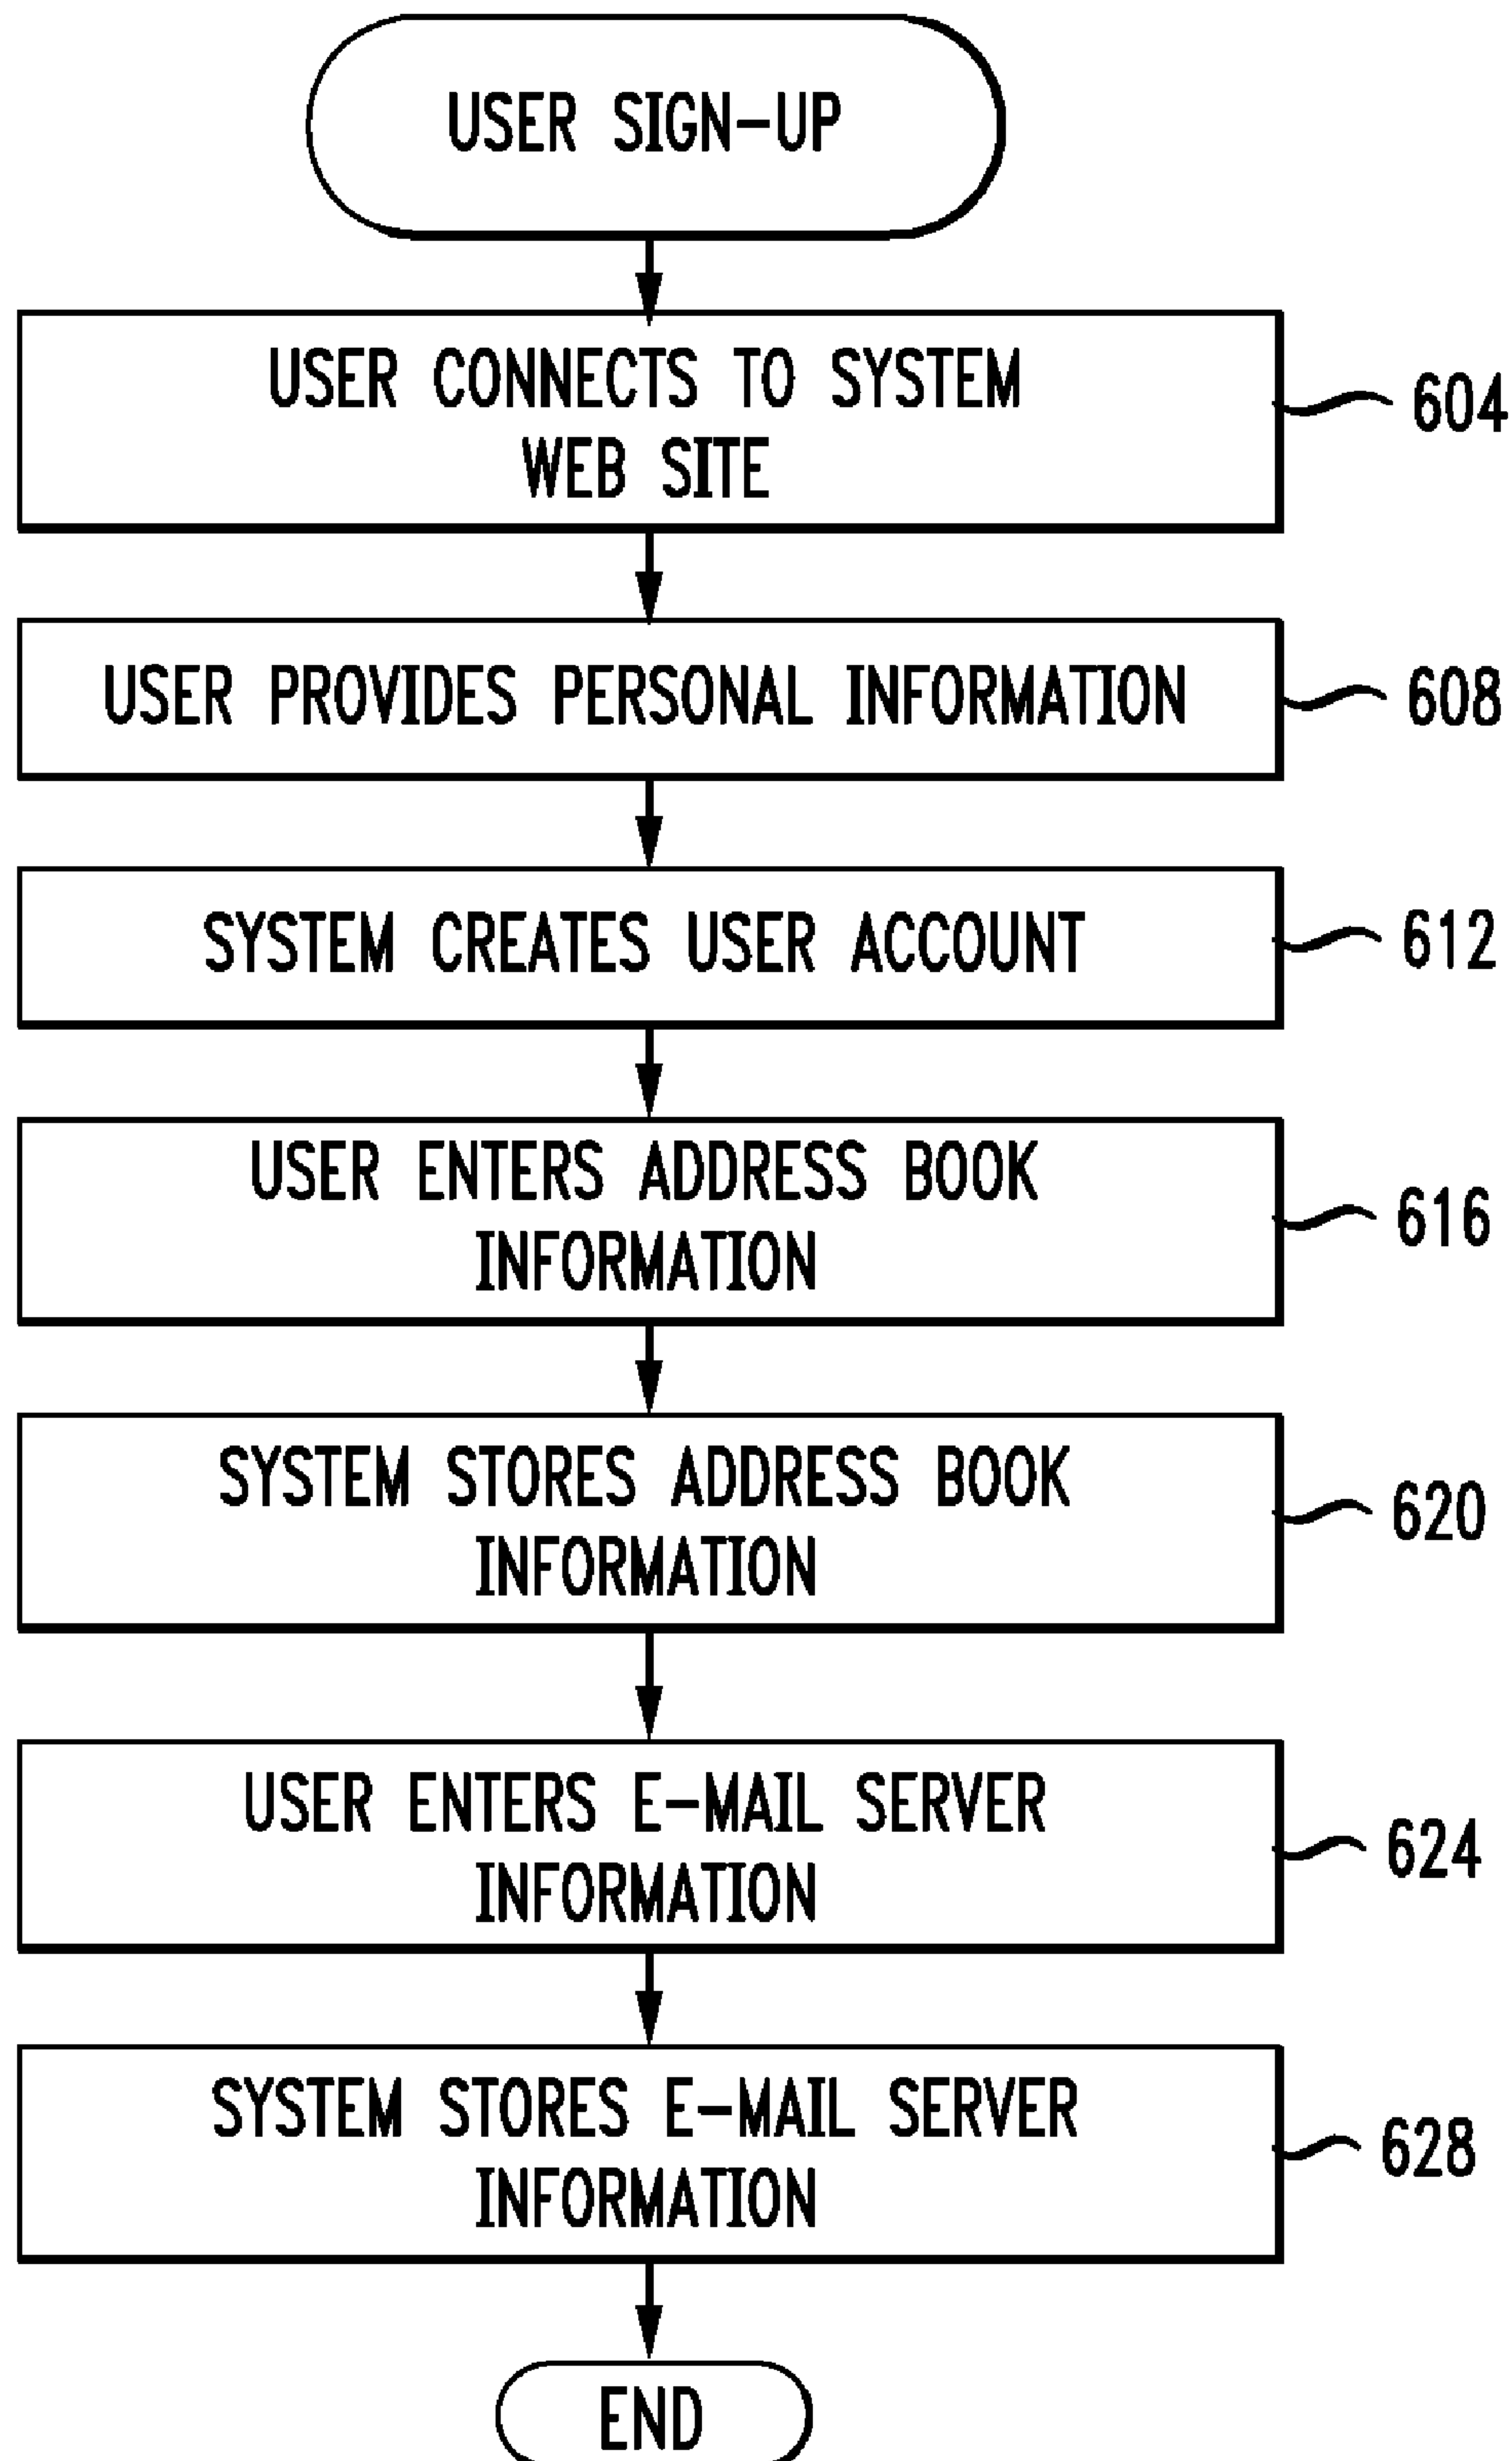 USER SIGN-UP
USER CONNECTS TO SYSTEM
WEB SITE
604
USER PROVIDES PERSONAL INFORMATION
608
SYSTEM CREATES USER ACCOUNT
612
USER ENTERS ADDRESS BOOK
INFORMATION
616
SYSTEM STORES ADDRESS BOOK
INFORMATION
620
USER ENTERS E-MAIL SERVER
INFORMATION
624
SYSTEM STORES E-MAIL SERVER
INFORMATION
628
END